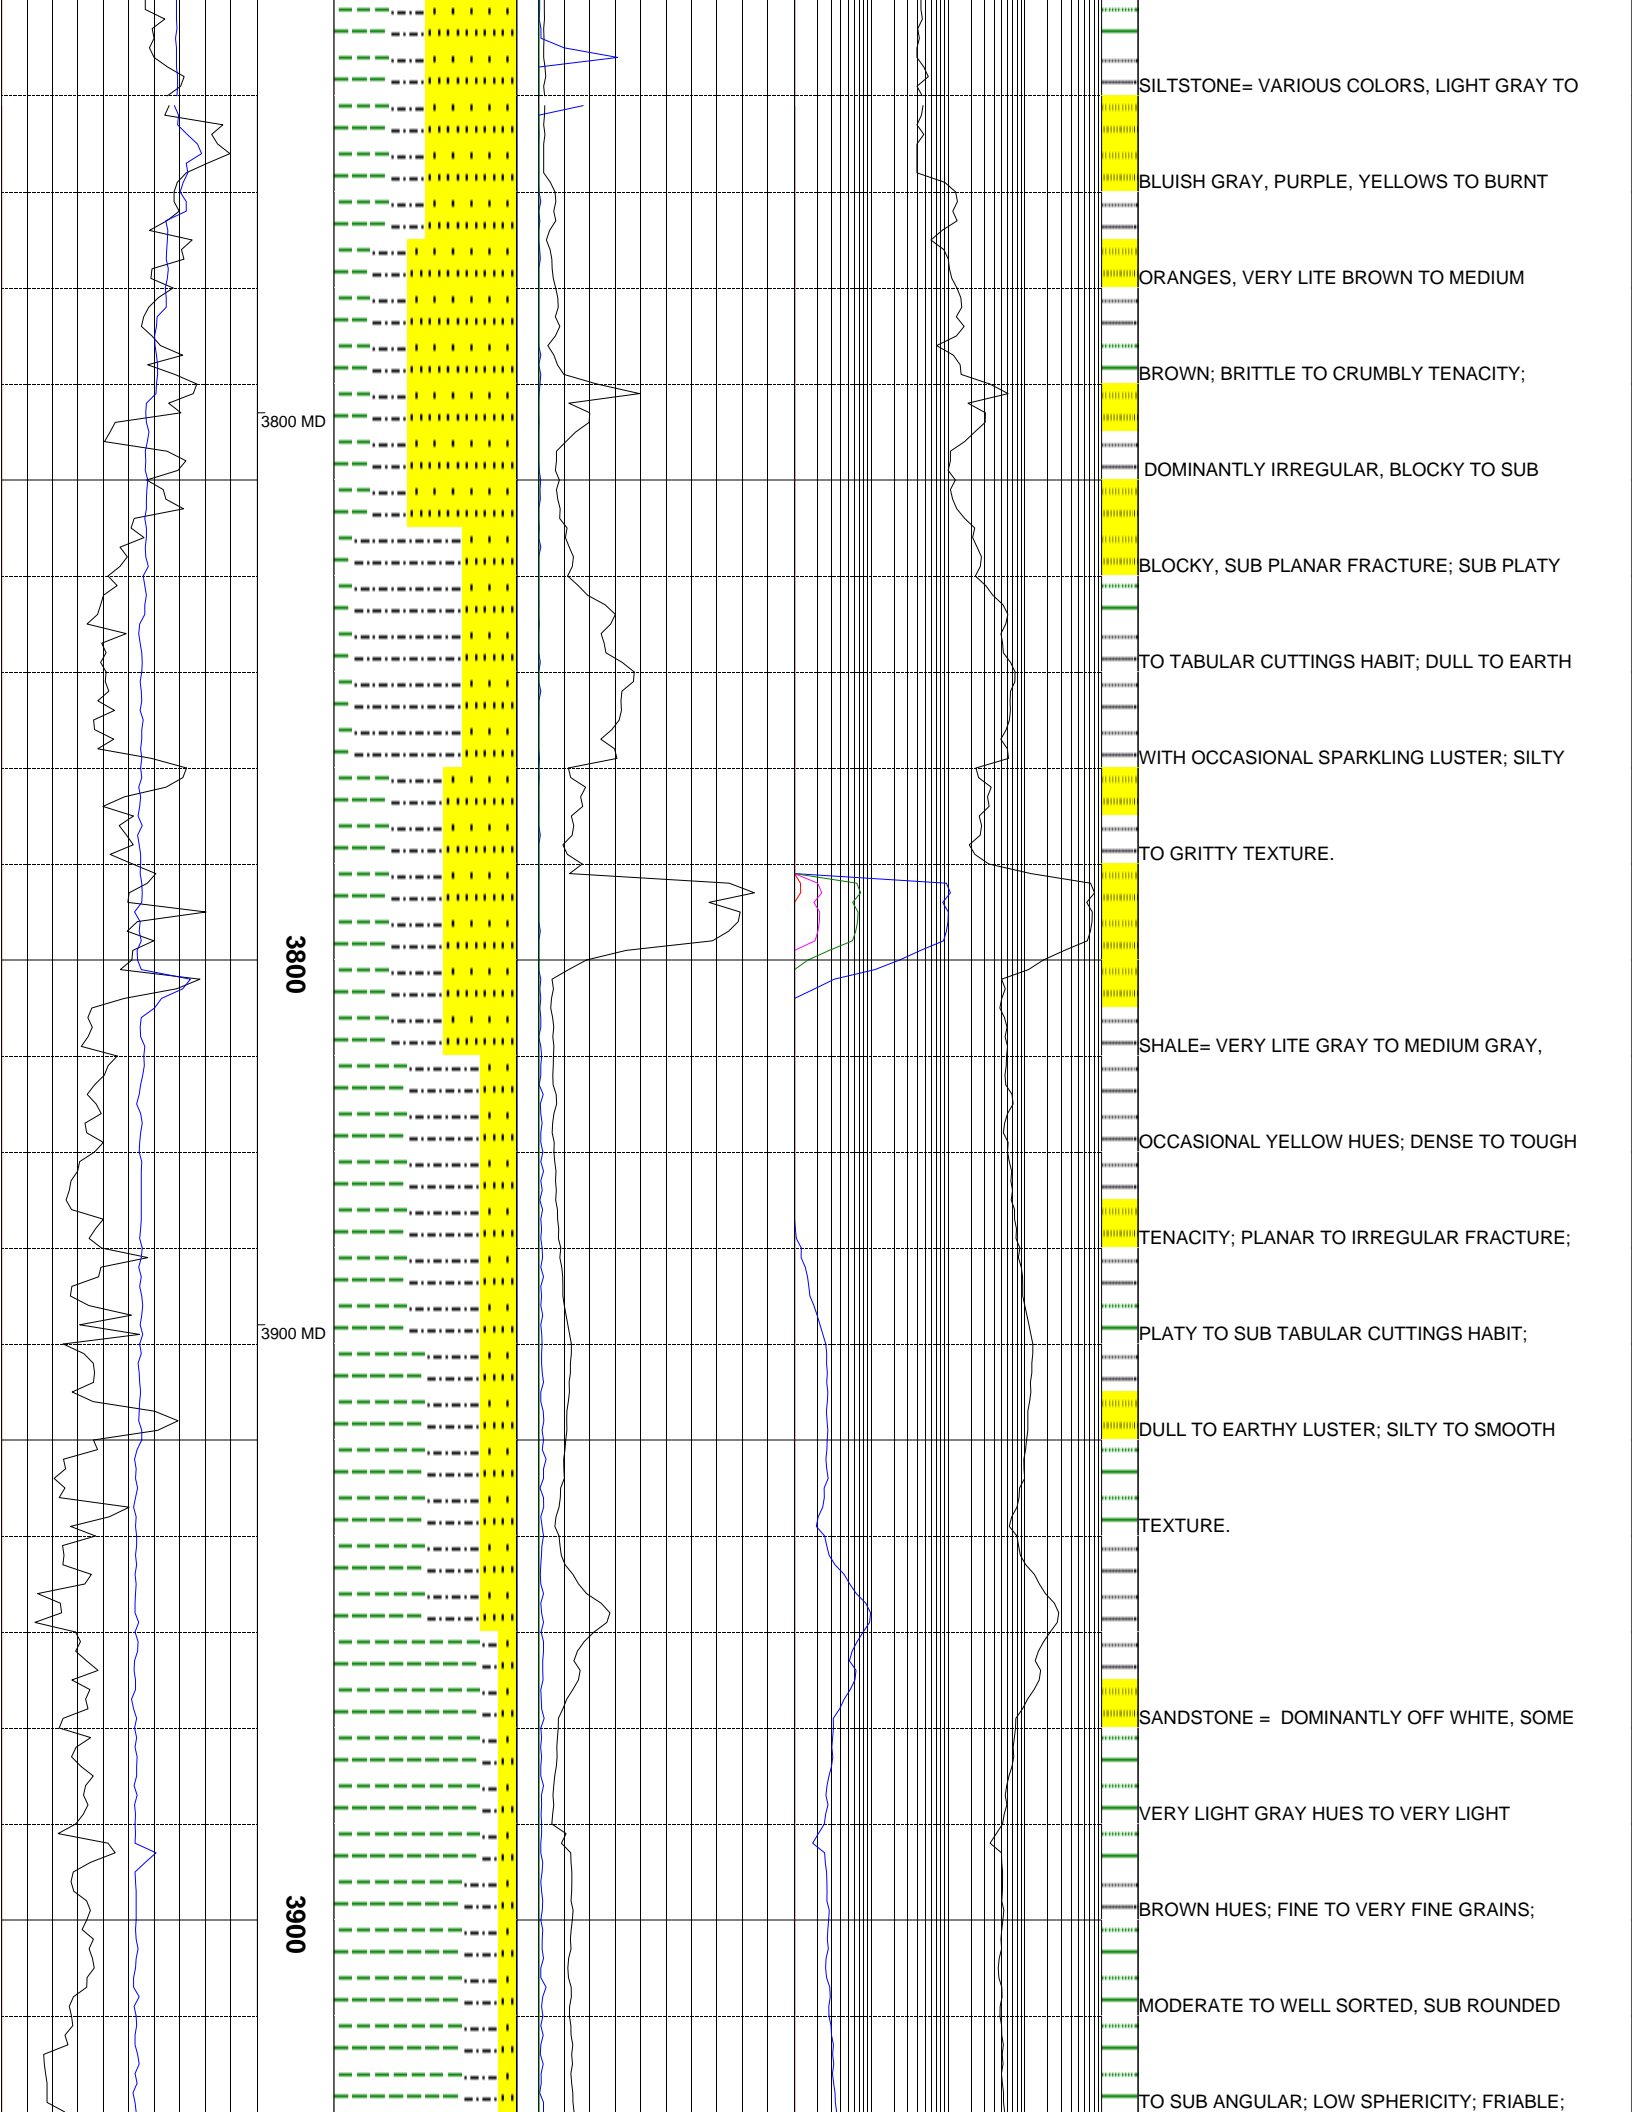 SILTSTONE= VARIOUS COLORS, LIGHT GRAY TO
BLUISH GRAY, PURPLE, YELLOWS TO BURNT
ORANGES, VERY LITE BROWN TO MEDIUM
BROWN; BRITTLE TO CRUMBLY TENACITY;
3800 MD
DOMINANTLY IRREGULAR, BLOCKY TO SUB
BLOCKY, SUB PLANAR FRACTURE; SUB PLATY
TO TABULAR CUTTINGS HABIT; DULL TO EARTH
WITH OCCASIONAL SPARKLING LUSTER; SILTY
TO GRITTY TEXTURE.
3800
SHALE= VERY LITE GRAY TO MEDIUM GRAY,
OCCASIONAL YELLOW HUES; DENSE TO TOUGH
TENACITY; PLANAR TO IRREGULAR FRACTURE;
3900 MD
PLATY TO SUB TABULAR CUTTINGS HABIT;
DULL TO EARTHY LUSTER; SILTY TO SMOOTH
TEXTURE.
SANDSTONE =  DOMINANTLY OFF WHITE, SOME
VERY LIGHT GRAY HUES TO VERY LIGHT
BROWN HUES; FINE TO VERY FINE GRAINS;
3900
MODERATE TO WELL SORTED, SUB ROUNDED
TO SUB ANGULAR; LOW SPHERICITY; FRIABLE;